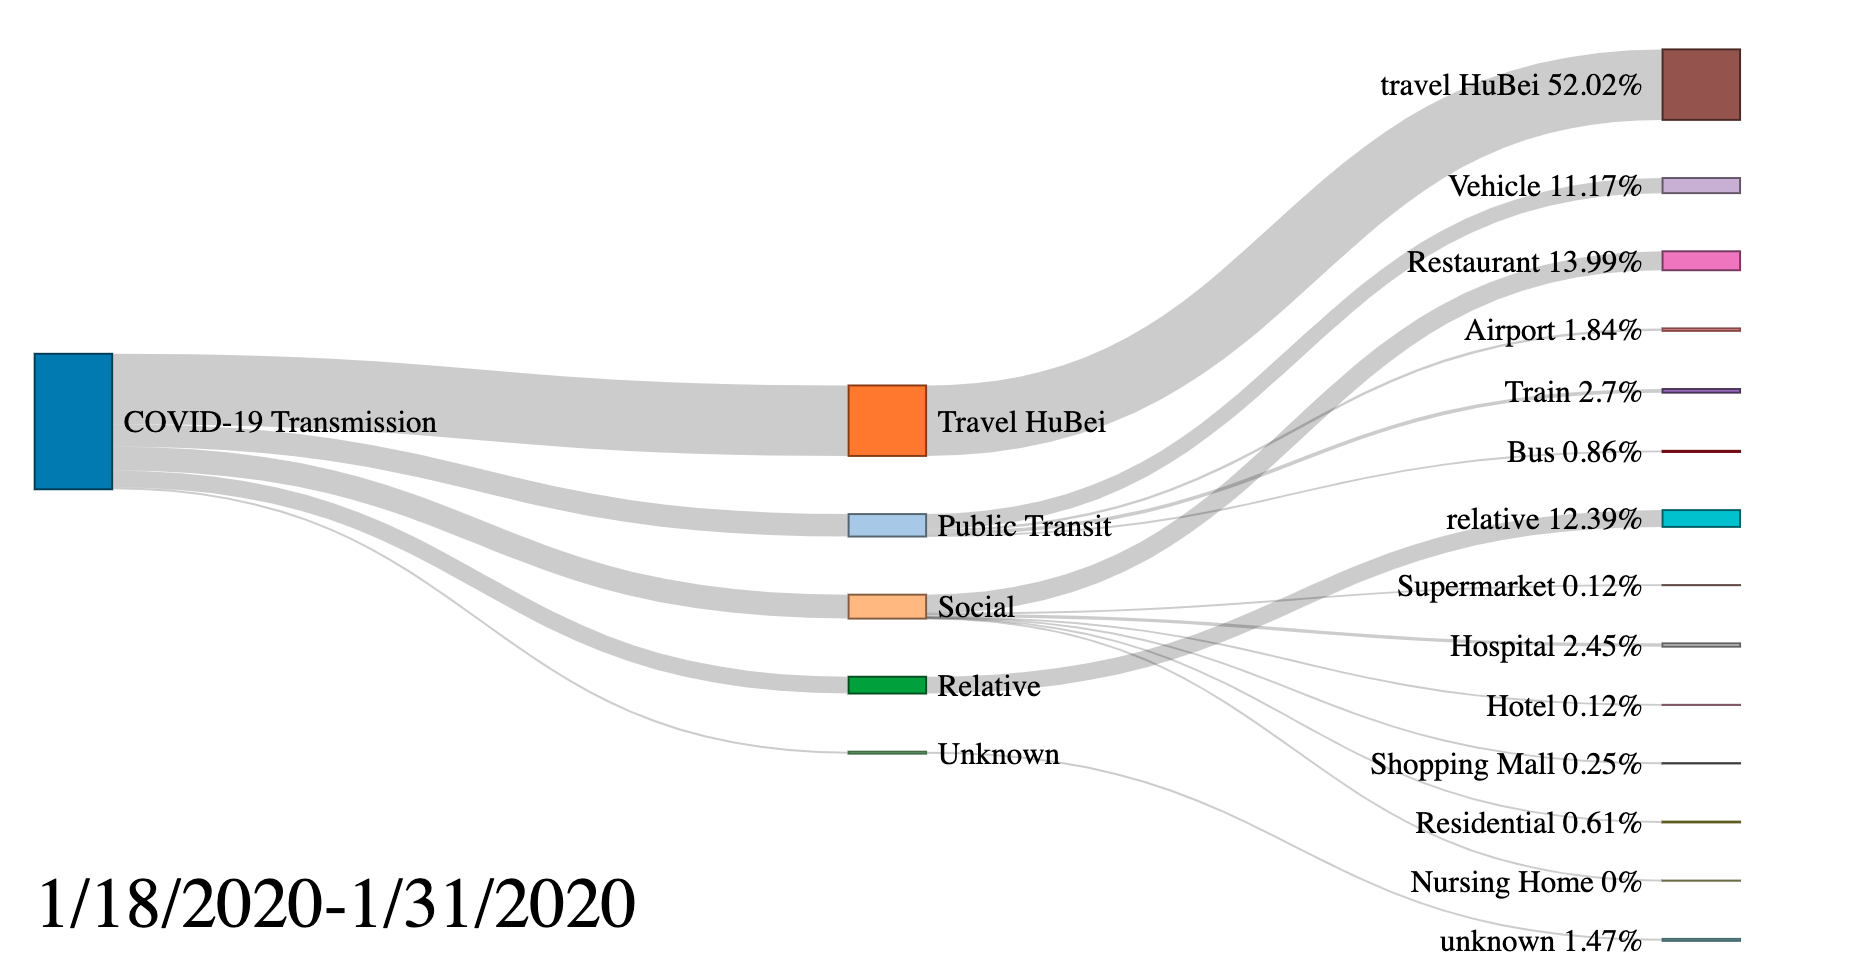 COVID-19 Transmission
Travel HuBei
Public Transit
Social
Relative
Unknown
travel HuBei 52.02%
Vehicle 11.17%
Restaurant 13.99%
Airport 1.84%
Train 2.7%
Bus 0.86%
relative 12.39%
Supermarket 0.12%
Hospital 2.45%
Hotel 0.12%
Shopping Mall 0.25%
Residential 0.61%
Nursing Home 0%
unknown 1.47%
1/18/2020-1/31/2020